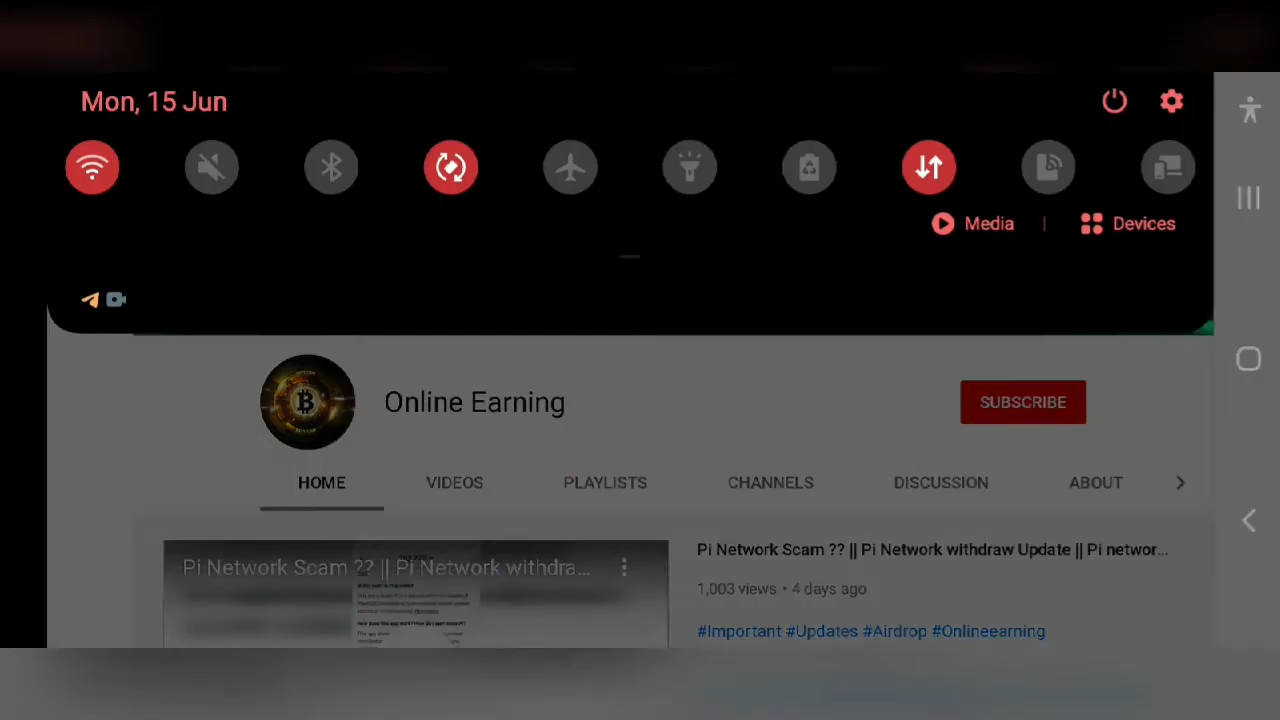 Mon, 15 Jun
Media | Devices
Online Earning
SUBSCRIBE
HOME VIDEOS PLAYLISTS CHANNELS DISCUSSION ABOUT
Pi Network Scam ?? || Pi Network withdra...
Pi Network Scam ?? || Pi Network withdraw Update || Pi networ...
1,003 views • 4 days ago
#Important #Updates #Airdrop #Onlineearning